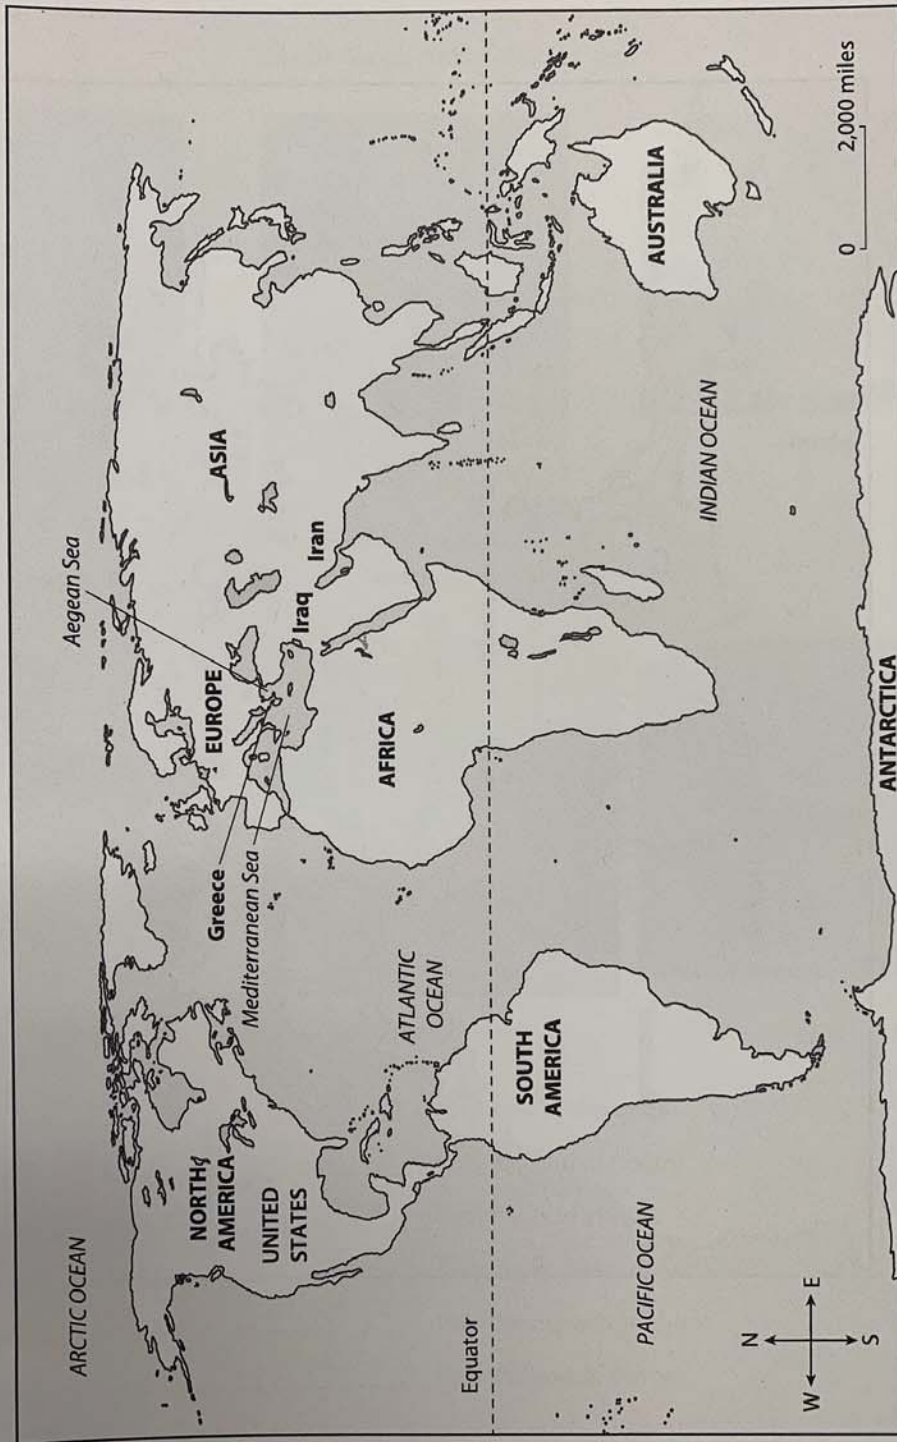 ARCTIC OCEAN
NORTH
AMERICA
UNITED
STATES
Greece
Mediterranean Sea
EUROPE
Aegean Sea
ASIA
Iraq
Iran
AFRICA
ATLANTIC
OCEAN
Equator
SOUTH
AMERICA
PACIFIC OCEAN
INDIAN OCEAN
AUSTRALIA
N
W
E
S
ANTARCTICA
0
2,000 miles